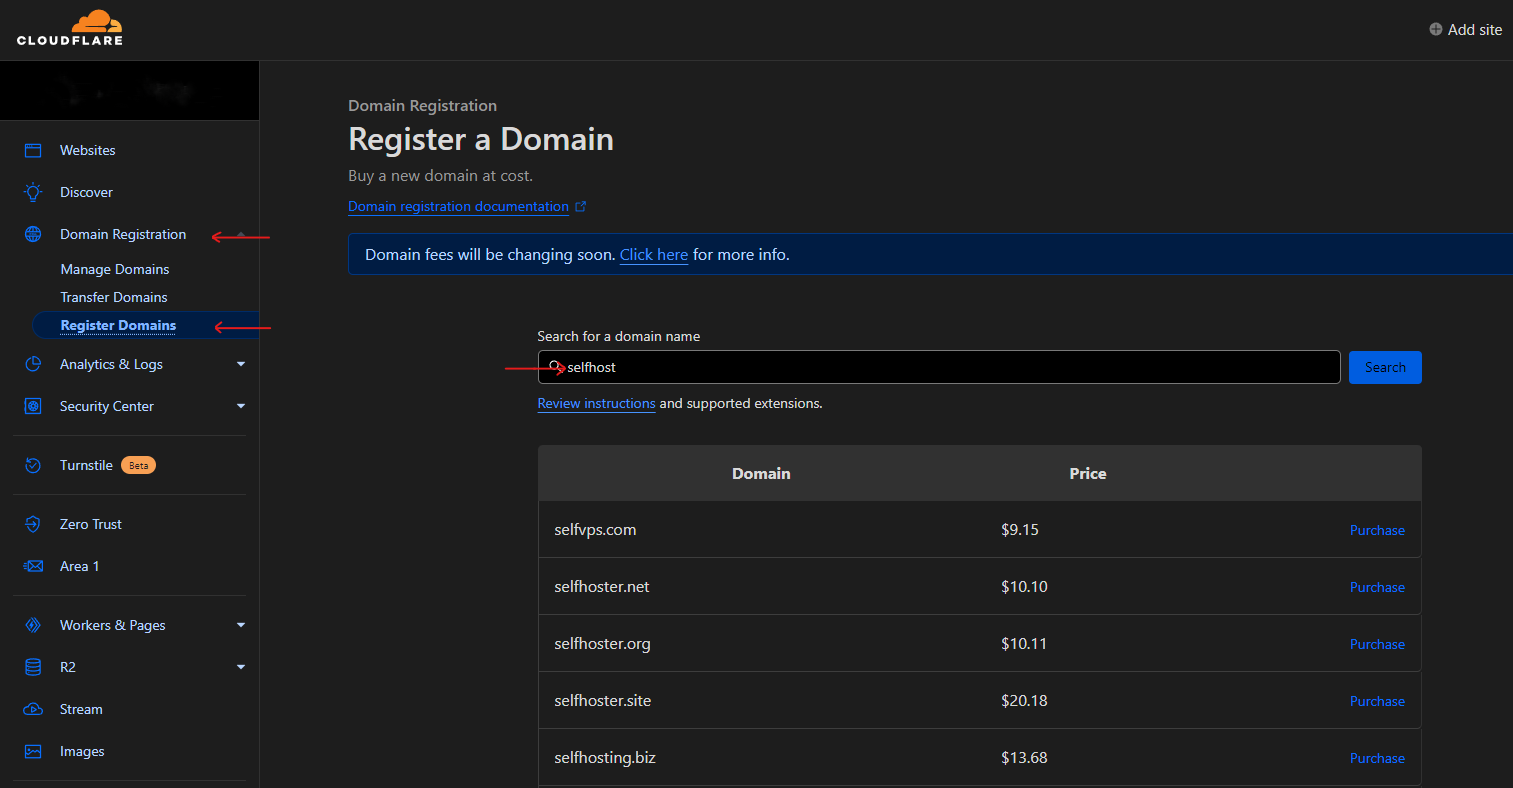 CLOUDFLARE
Add site
Websites
Discover
Domain Registration
Manage Domains
Transfer Domains
Register Domains
Analytics & Logs
Security Center
Turnstile Beta
Zero Trust
Area 1
Workers & Pages
R2
Stream
Images
Domain Registration
Register a Domain
Buy a new domain at cost.
Domain registration documentation
Domain fees will be changing soon. Click here for more info.
Search for a domain name
selfhost Search
Review instructions and supported extensions.
Domain Price
selfvps.com $9.15 Purchase
selfhoster.net $10.10 Purchase
selfhoster.org $10.11 Purchase
selfhoster.site $20.18 Purchase
selfhosting.biz $13.68 Purchase